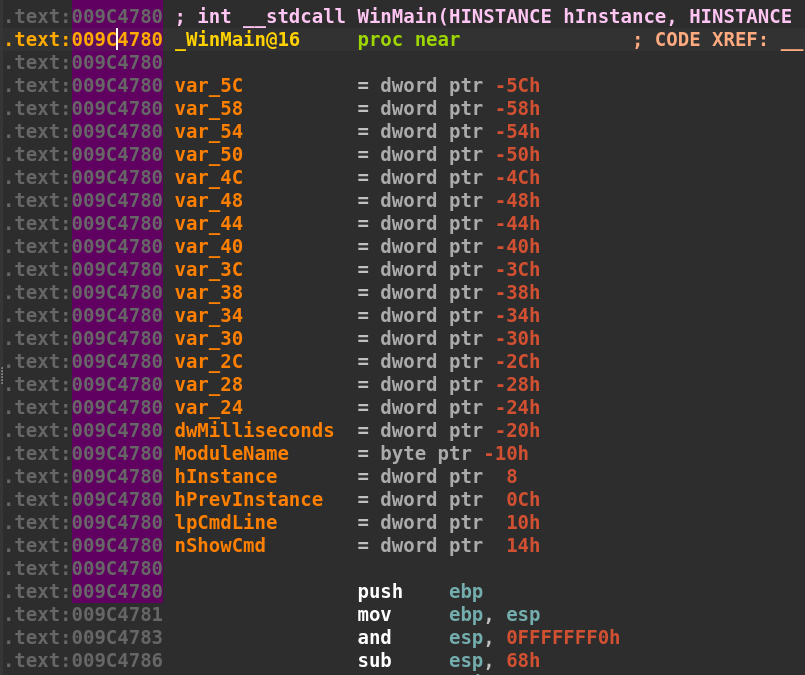 .text:009C4780 ; int __stdcall WinMain(HINSTANCE hInstance, HINSTANCE
.text:009C4780 _WinMain@16 proc near ; CODE XREF: __
.text:009C4780
.text:009C4780 var_5C = dword ptr -5Ch
.text:009C4780 var_58 = dword ptr -58h
.text:009C4780 var_54 = dword ptr -54h
.text:009C4780 var_50 = dword ptr -50h
.text:009C4780 var_4C = dword ptr -4Ch
.text:009C4780 var_48 = dword ptr -48h
.text:009C4780 var_44 = dword ptr -44h
.text:009C4780 var_40 = dword ptr -40h
.text:009C4780 var_3C = dword ptr -3Ch
.text:009C4780 var_38 = dword ptr -38h
.text:009C4780 var_34 = dword ptr -34h
.text:009C4780 var_30 = dword ptr -30h
.text:009C4780 var_2C = dword ptr -2Ch
.text:009C4780 var_28 = dword ptr -28h
.text:009C4780 var_24 = dword ptr -24h
.text:009C4780 dwMilliseconds = dword ptr -20h
.text:009C4780 ModuleName = byte ptr -10h
.text:009C4780 hInstance = dword ptr 8
.text:009C4780 hPrevInstance = dword ptr 0Ch
.text:009C4780 lpCmdLine = dword ptr 10h
.text:009C4780 nShowCmd = dword ptr 14h
.text:009C4780
.text:009C4780 push ebp
.text:009C4781 mov ebp, esp
.text:009C4783 and esp, 0FFFFFFF0h
.text:009C4786 sub esp, 68h